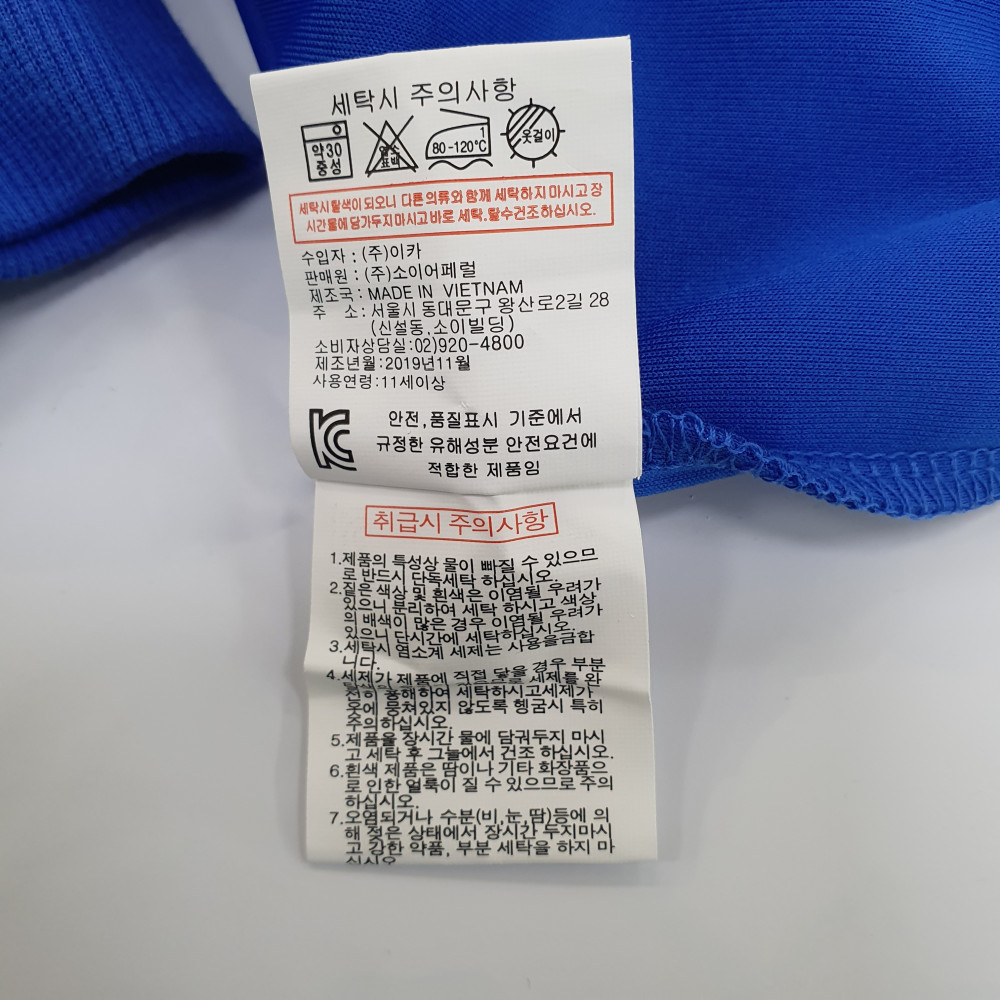 세탁시 주의사항
약30
중성
염소
표백
1
80-120℃
옷걸이
세탁시 탈색이 되오니 다른의류와 함께 세탁하지 마시고 장
시간물에 담가두지마시고 바로 세탁.탈수건조하십시오.
수입자 : (주)이카
판매원 : (주)소이어페럴
제조국 : MADE IN VIETNAM
주 소 : 서울시 동대문구 왕산로2길 28
(신설동,소이빌딩)
소비자상담실:02)920-4800
제조년월:2019년11월
사용연령:11세이상
안전,품질표시 기준에서
규정한 유해성분 안전요건에
적합한 제품임
취급시 주의사항
1.제품의 특성상 물이 빠질 수 있으므
로 반드시 단독세탁 하십시오.
2.짙은 색상 및 흰색은 이염될 우려가
있으니 분리하여 세탁 하시고 색상
의 배색이 많은 경우 이염될 우려가
있으니 단시간에 세탁하십시오.
3.세탁시 염소계 세제는 사용을금합
니다.
4.세제가 제품에 직접 닿을 경우 부분
세제를 완
전히 용해하여 세탁하시고세제가
옷에 뭉쳐있지 않도록 헹굼시 특히
주의하십시오.
5.제품을 장시간 물에 담궈두지 마시
고 세탁 후 그늘에서 건조 하십시오.
6.흰색 제품은 땀이나 기타 화장품으
로 인한 얼룩이 질 수 있으므로 주의
하십시오.
7.오염되거나 수분(비,눈,땀)등에 의
해 젖은 상태에서 장시간 두지마시
고 강한 약품, 부분 세탁을 하지 마
십시오